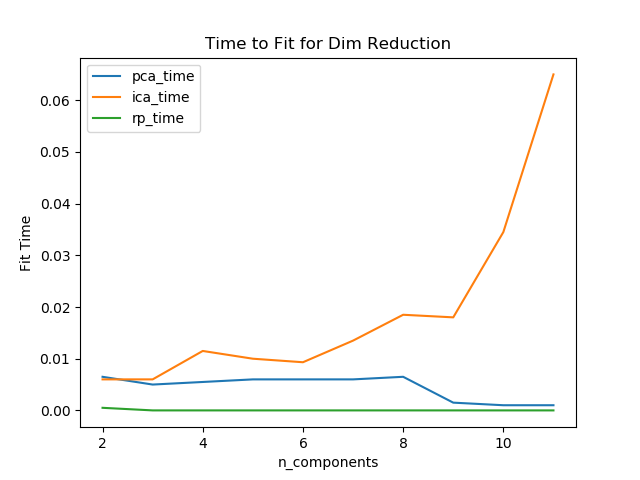 Time to Fit for Dim Reduction
pca_time
ica_time
rp_time
Fit Time
0.06
0.05
0.04
0.03
0.02
0.01
0.00
2 4 6 8 10
n_components